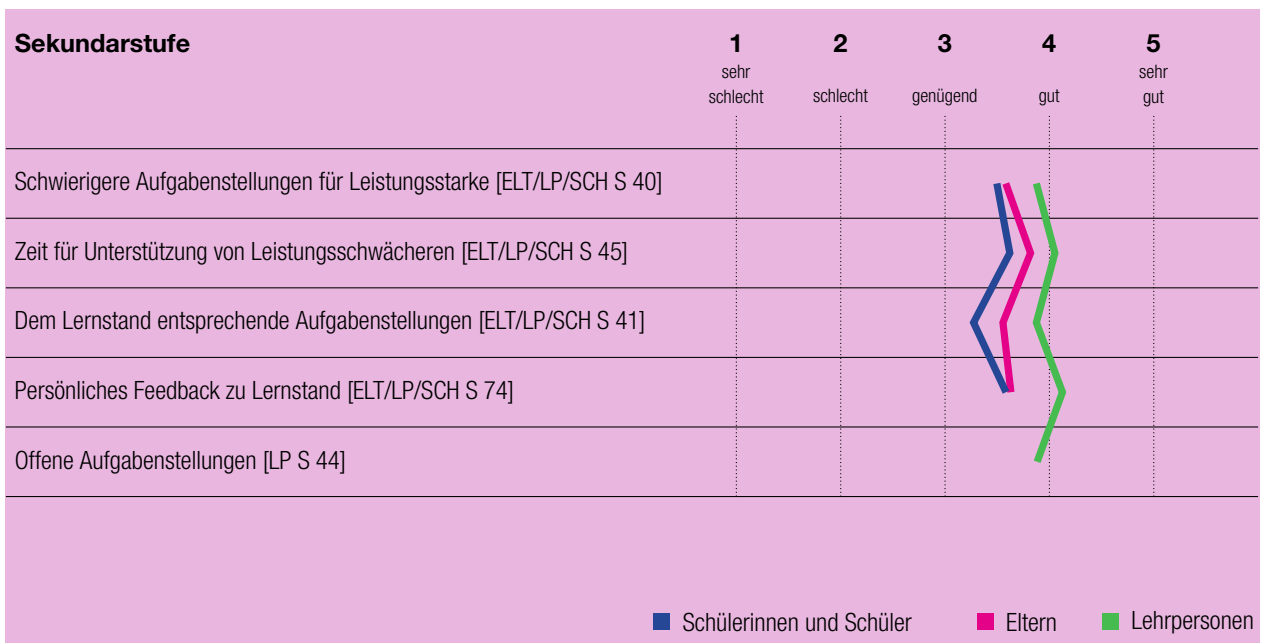 Sekundarstufe 1 2 3 4 5
sehr sehr
schlecht schlecht genügend gut gut
Schwierigere Aufgabenstellungen für Leistungsstarke [ELT/LP/SCH S 40]
Zeit für Unterstützung von Leistungsschwächeren [ELT/LP/SCH S 45]
Dem Lernstand entsprechende Aufgabenstellungen [ELT/LP/SCH S 41]
Persönliches Feedback zu Lernstand [ELT/LP/SCH S 74]
Offene Aufgabenstellungen [LP S 44]
Schülerinnen und Schüler Eltern Lehrpersonen